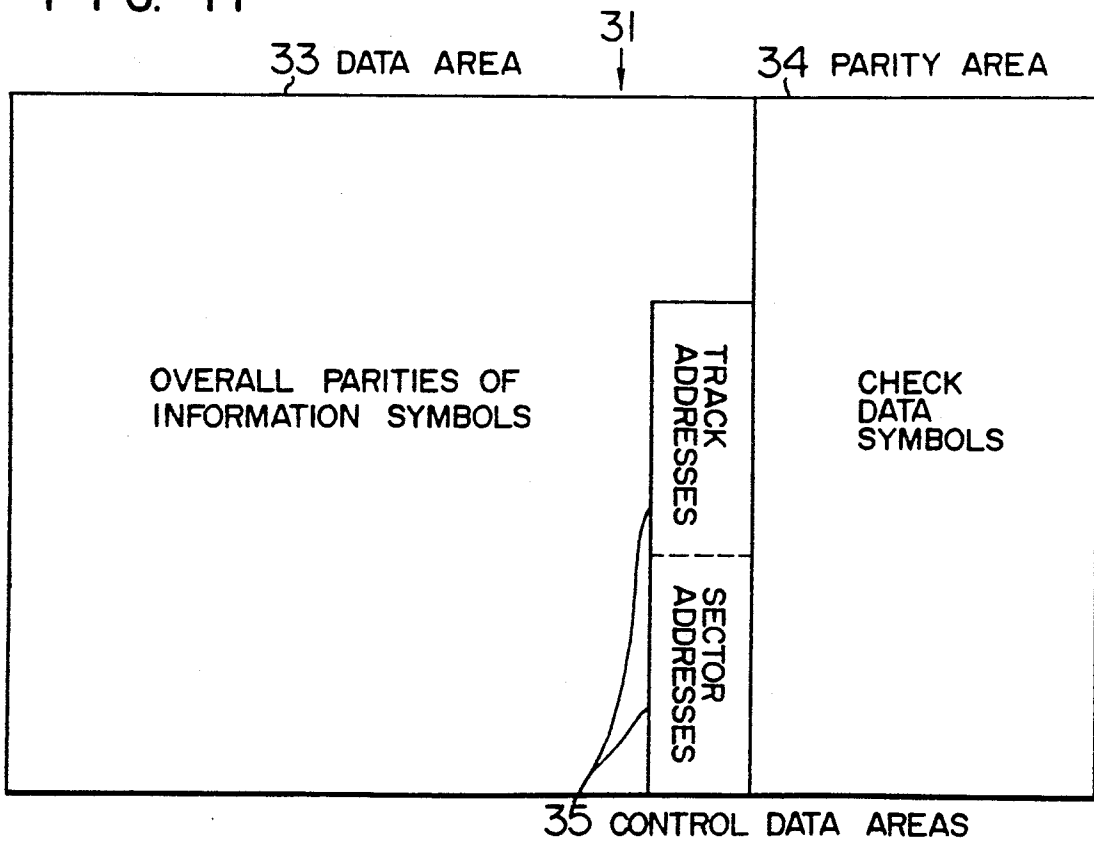 31
33 DATA AREA
34 PARITY AREA
OVERALL PARITIES OF
INFORMATION SYMBOLS
TRACK
ADDRESSES
SECTOR
ADDRESSES
CHECK
DATA
SYMBOLS
35 CONTROL DATA AREAS